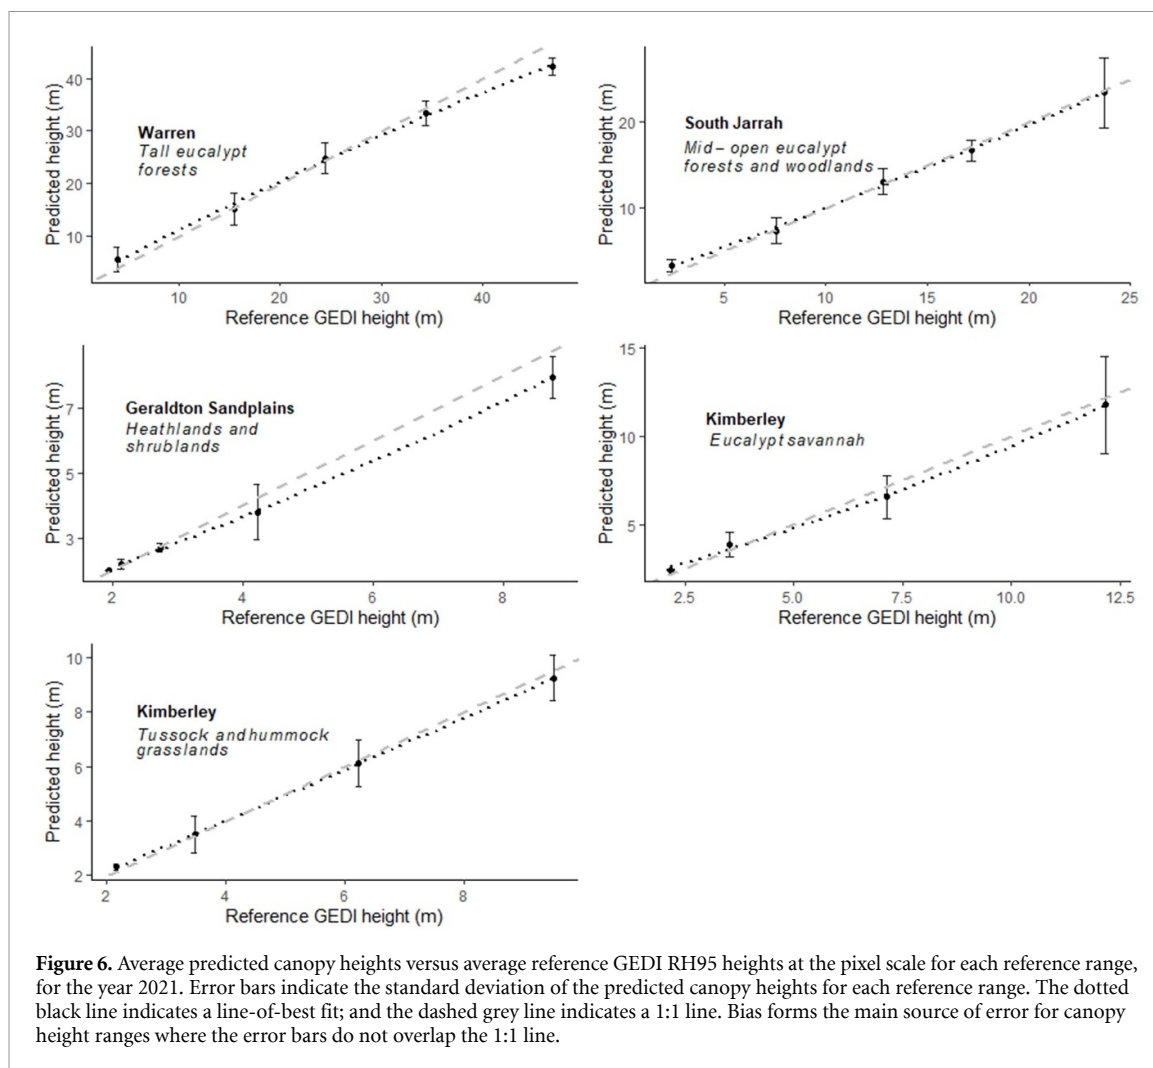 Predicted height (m)
40
30
20
10
Warren
Tall eucalypt
forests
10
20
30
40
Reference GEDI height (m)
Predicted height (m)
20
10
South Jarrah
Mid–open eucalypt
forests and woodlands
5
10
15
20
25
Reference GEDI height (m)
Predicted height (m)
7
5
3
Geraldton Sandplains
Heathlands and
shrublands
2
4
6
8
Reference GEDI height (m)
Predicted height (m)
15
10
5
Kimberley
Eucalypt savannah
2.5
5.0
7.5
10.0
12.5
Reference GEDI height (m)
Predicted height (m)
10
8
6
4
2
Kimberley
Tussock and hummock
grasslands
2
4
6
8
Reference GEDI height (m)
Figure 6. Average predicted canopy heights versus average reference GEDI RH95 heights at the pixel scale for each reference range,
for the year 2021. Error bars indicate the standard deviation of the predicted canopy heights for each reference range. The dotted
black line indicates a line-of-best fit; and the dashed grey line indicates a 1:1 line. Bias forms the main source of error for canopy
height ranges where the error bars do not overlap the 1:1 line.